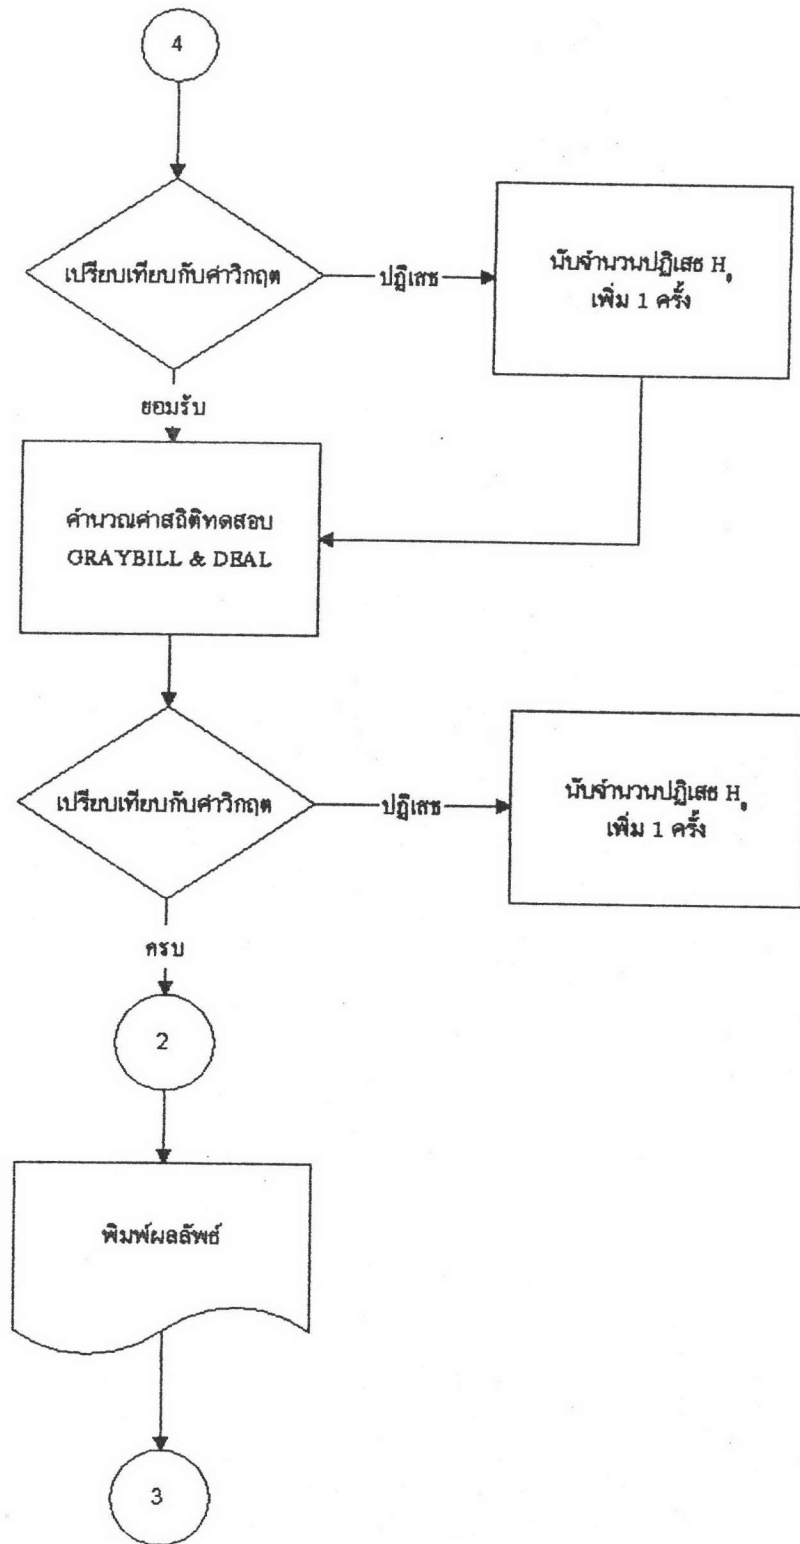 4
เปรียบเทียบกับค่าวิกฤต
ปฏิเสธ
นับจำนวนปฏิเสธ H₀
เพิ่ม 1 ครั้ง
ยอมรับ
คำนวณค่าสถิติทดสอบ
GRAYBILL & DEAL
เปรียบเทียบกับค่าวิกฤต
ปฏิเสธ
นับจำนวนปฏิเสธ H₀
เพิ่ม 1 ครั้ง
ครบ
2
พิมพ์ผลลัพธ์
3